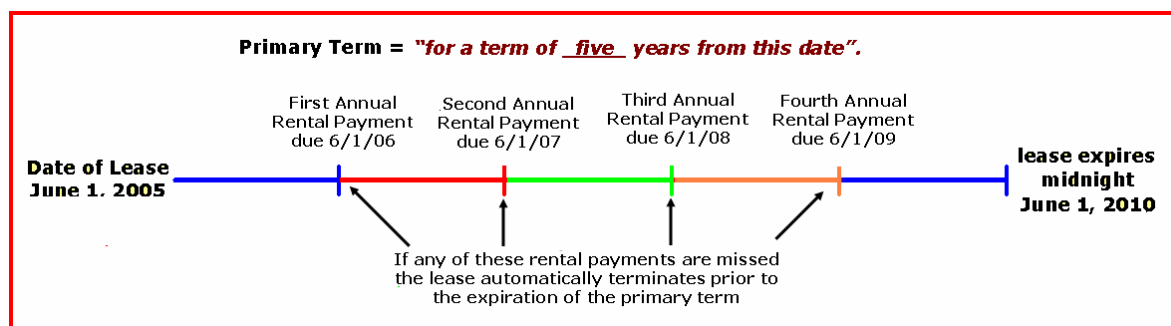 Primary Term = “for a term of five years from this date”.
First Annual
Rental Payment
due 6/1/06
Second Annual
Rental Payment
due 6/1/07
Third Annual
Rental Payment
due 6/1/08
Fourth Annual
Rental Payment
due 6/1/09
Date of Lease
June 1. 2005
lease expires
midnight
June 1, 2010
If any of these rental payments are missed
the lease automatically terminates prior to
the expiration of the primary term